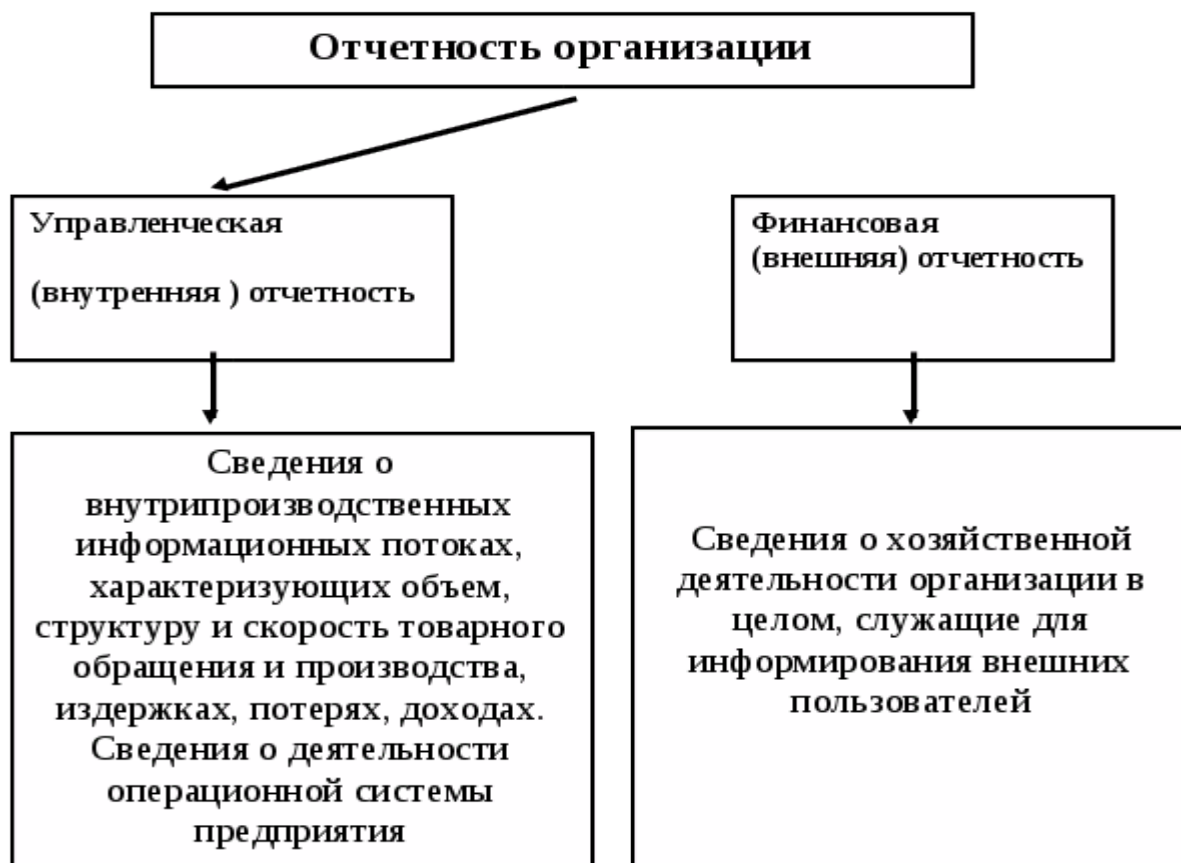 Отчетность организации
Управленческая
(внутренняя ) отчетность
Финансовая
(внешняя) отчетность
Сведения о
внутрипроизводственных
информационных потоках,
характеризующих объем,
структуру и скорость товарного
обращения и производства,
издержках, потерях, доходах.
Сведения о деятельности
операционной системы
предприятия
Сведения о хозяйственной
деятельности организации в
целом, служащие для
информирования внешних
пользователей